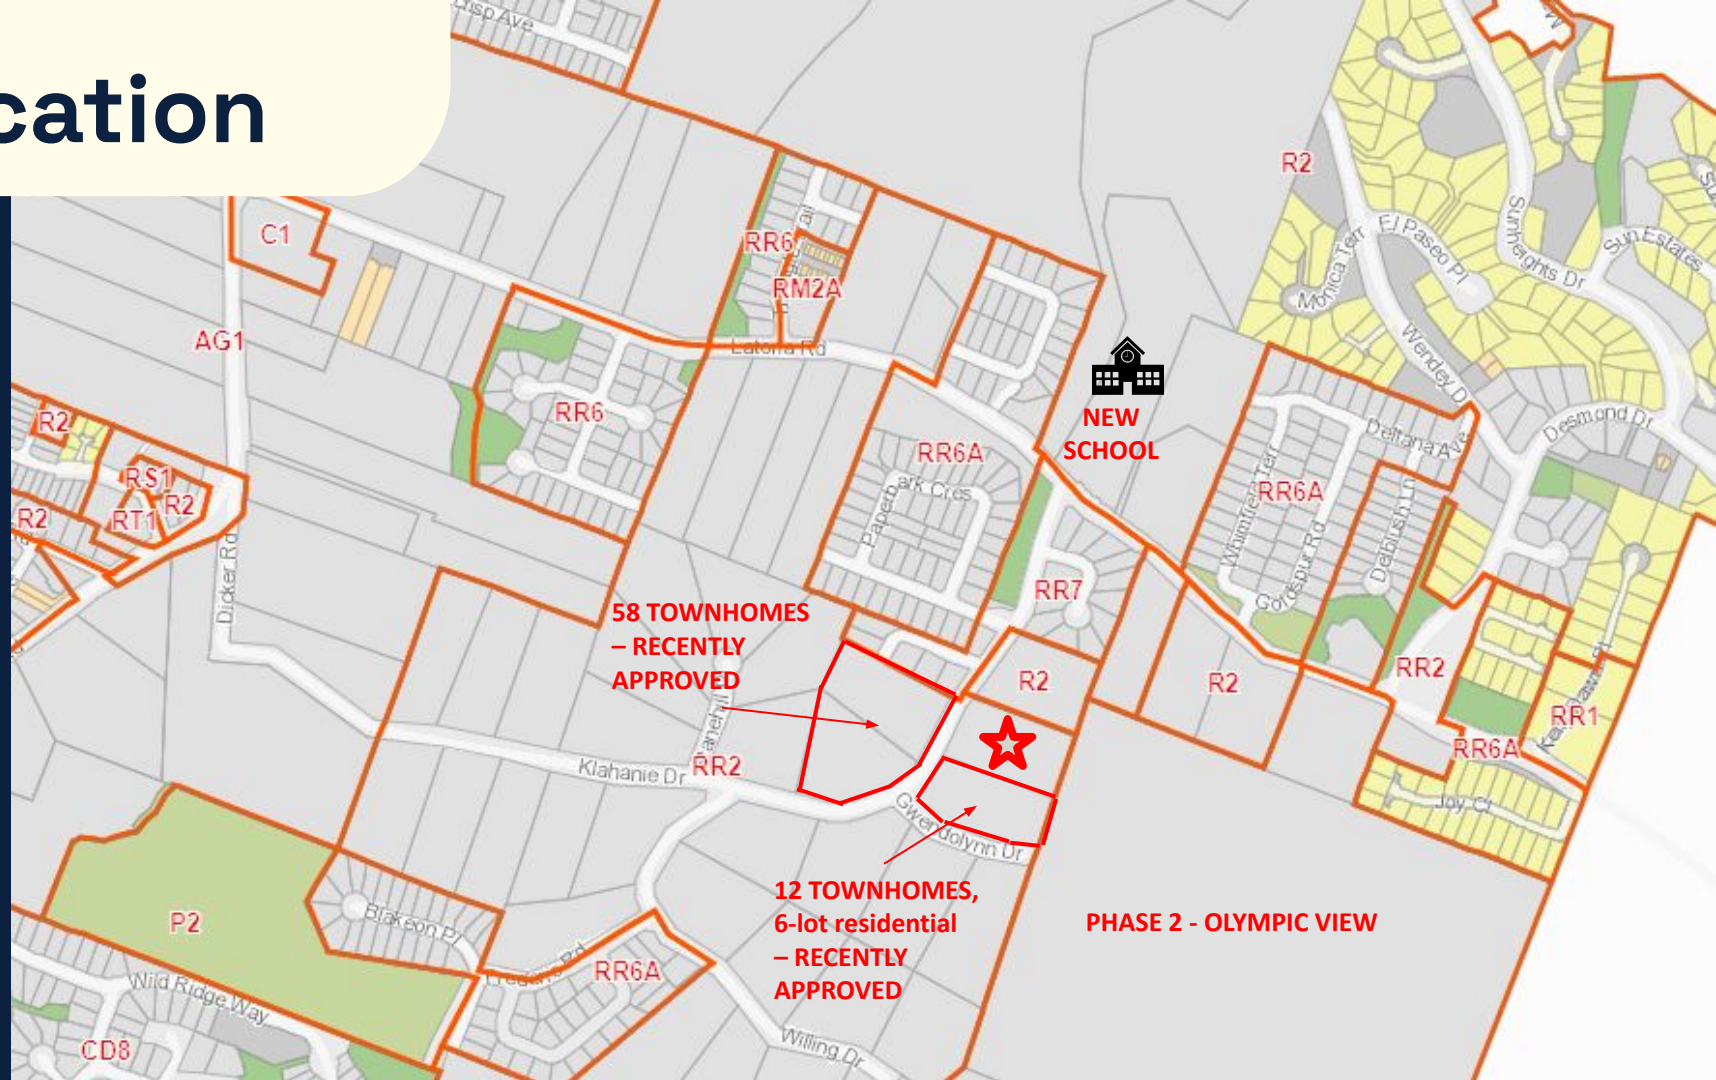 cation
Crisp Ave
R2
C1
RR6
RM2A
El Paseo Pl
Sunheights Dr
Sun Estates
Monica Terr
AG1
Latoria Rd
Wendey D
NEW
SCHOOL
RR6
RR6A
Deltana Ave
Desmond Dr
R2
RS1
R2
RT1
R2
Paperbark Cres
Whimfield Terr
RR6A
Goldspur Rd
Deblush Ln
Dicker Rd
RR7
58 TOWNHOMES
– RECENTLY
APPROVED
R2
R2
RR2
RR1
RR6A
Klahanie Dr
RR2
Gwendolynn Dr
Joy Ct
12 TOWNHOMES,
6-lot residential
– RECENTLY
APPROVED
PHASE 2 - OLYMPIC VIEW
P2
Brakeon Pl
RR6A
Wild Ridge Way
Willing Dr
CD8